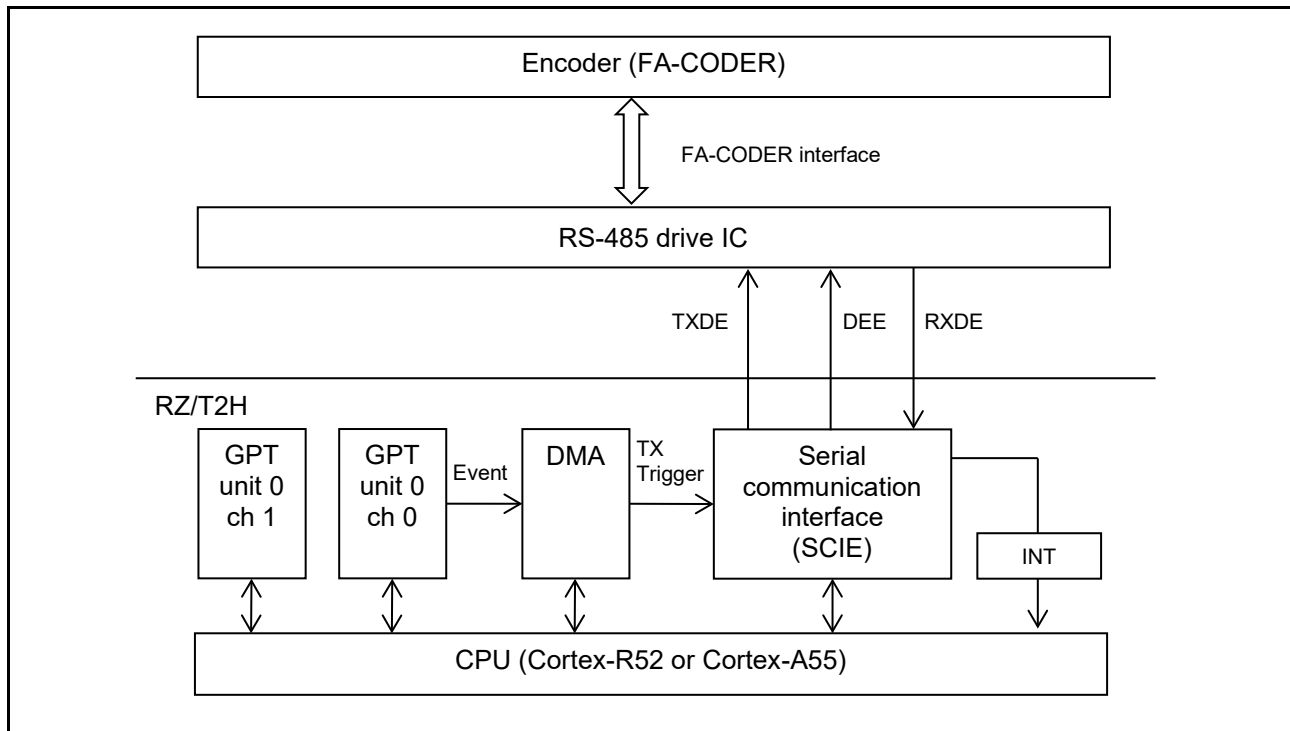 Encoder (FA-CODER)
FA-CODER interface
RS-485 drive IC
TXDE
DEE
RXDE
RZ/T2H
GPT
unit 0
ch 1
GPT
unit 0
ch 0
Event
DMA
TX
Trigger
Serial
communication
interface
(SCIE)
INT
CPU (Cortex-R52 or Cortex-A55)